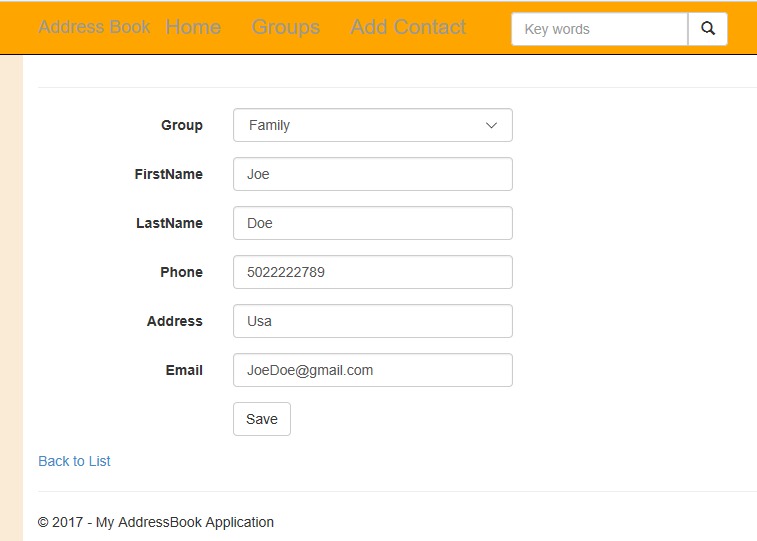 Address Book Home Groups Add Contact Key words
Group Family
FirstName Joe
LastName Doe
Phone 5022222789
Address Usa
Email JoeDoe@gmail.com
Save
Back to List
© 2017 - My AddressBook Application